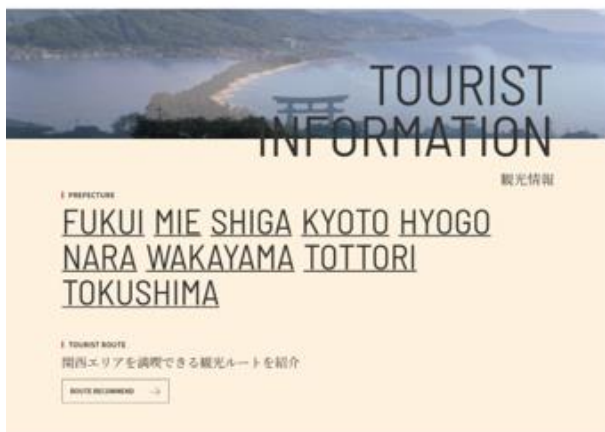 TOURIST
INFORMATION
観光情報
PREFECTURE
FUKUI MIE SHIGA KYOTO HYOGO
NARA WAKAYAMA TOTTORI
TOKUSHIMA
TOURIST ROUTE
関西エリアを満喫できる観光ルートを紹介
ROUTE RECOMMEND